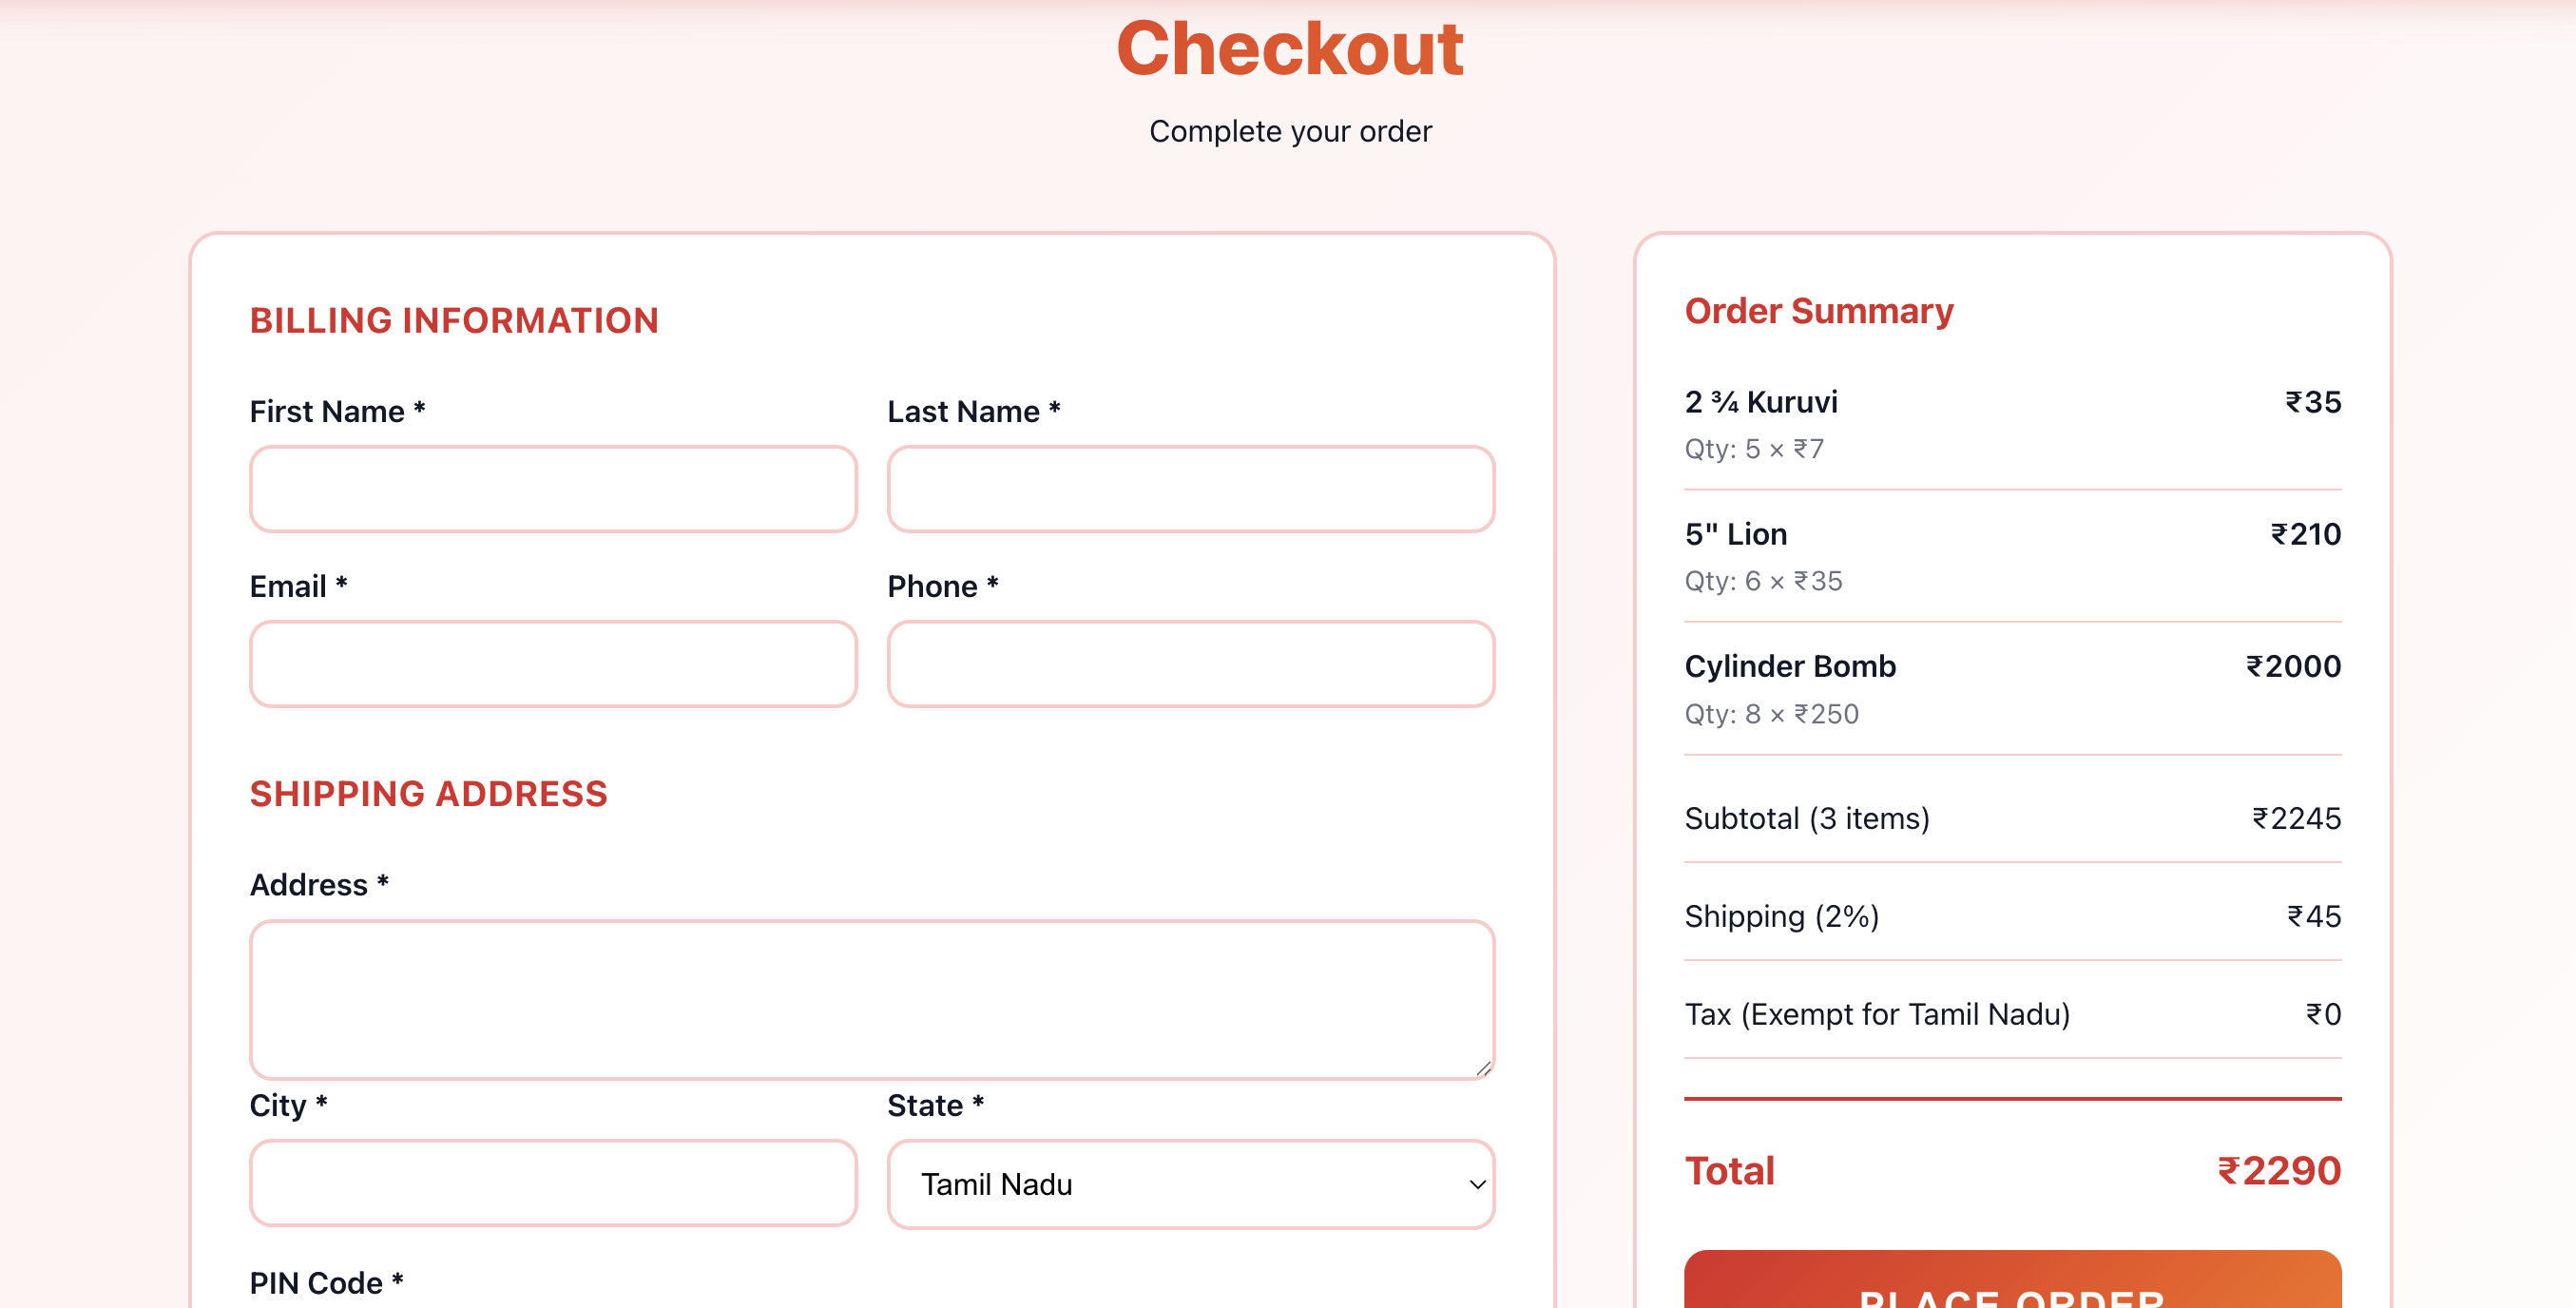 Checkout
Complete your order
BILLING INFORMATION
First Name *
Last Name *
Email *
Phone *
SHIPPING ADDRESS
Address *
City *
State *
Tamil Nadu
PIN Code *
Order Summary
2 ¾ Kuruvi ₹35
Qty: 5 × ₹7
5" Lion ₹210
Qty: 6 × ₹35
Cylinder Bomb ₹2000
Qty: 8 × ₹250
Subtotal (3 items) ₹2245
Shipping (2%) ₹45
Tax (Exempt for Tamil Nadu) ₹0
Total ₹2290
PLACE ORDER